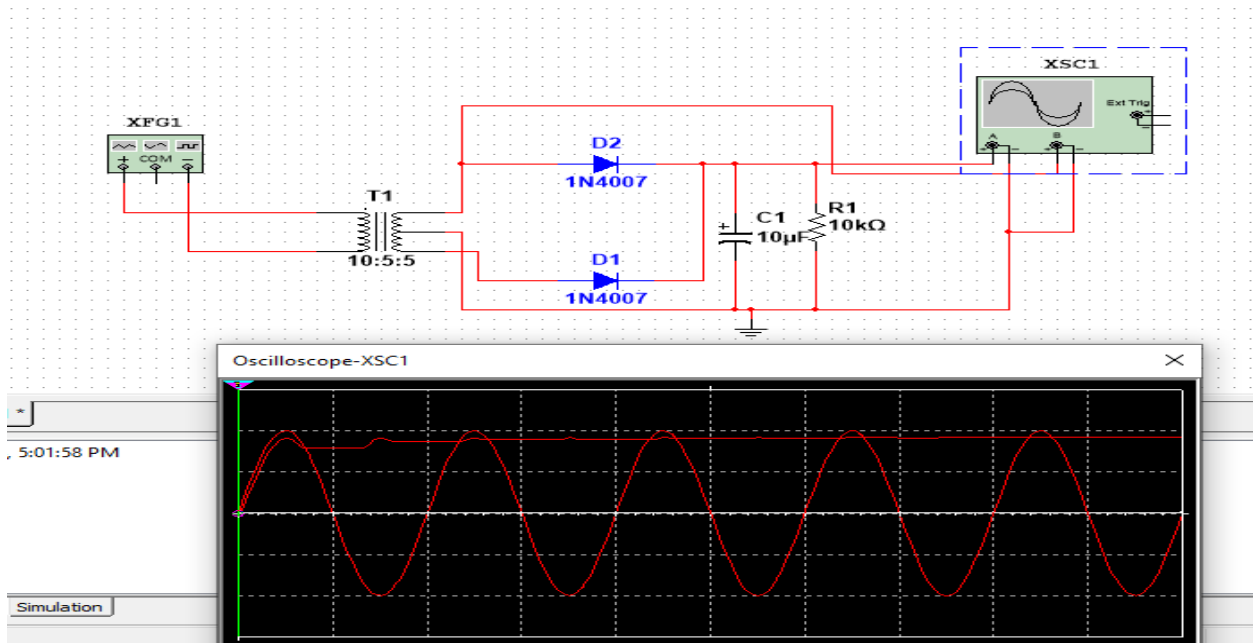 XSC1
Ext Trig
+
-
A
B
+ - + -
XFG1
+ COM -
D2
1N4007
T1
10:5:5
C1
+
10µF
R1
10kΩ
D1
1N4007
Oscilloscope-XSC1
*
, 5:01:58 PM
Simulation